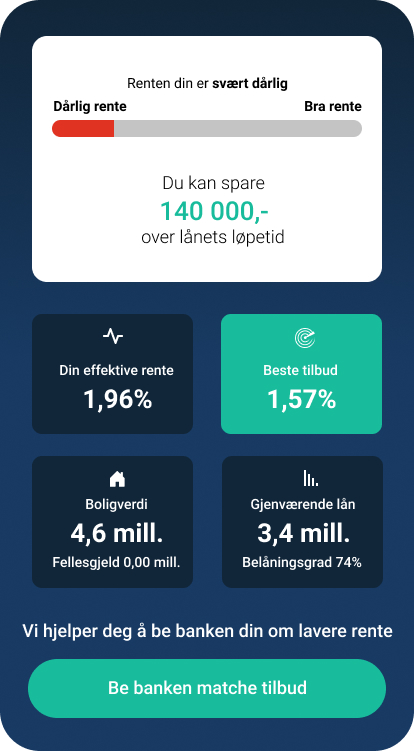 Renten din er svært dårlig
Dårlig rente Bra rente
Du kan spare
140 000,-
over lånets løpetid
Din effektive rente
1,96%
Beste tilbud
1,57%
Boligverdi
4,6 mill.
Fellesgjeld 0,00 mill.
Gjenværende lån
3,4 mill.
Belåningsgrad 74%
Vi hjelper deg å be banken din om lavere rente
Be banken matche tilbud